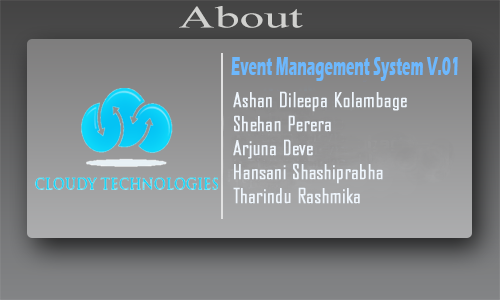 About
Event Management System V.01
Ashan Dileepa Kolambage
Shehan Perera
Arjuna Deve
Hansani Shashiprabha
Tharindu Rashmika
CLOUDY TECHNOLOGIES